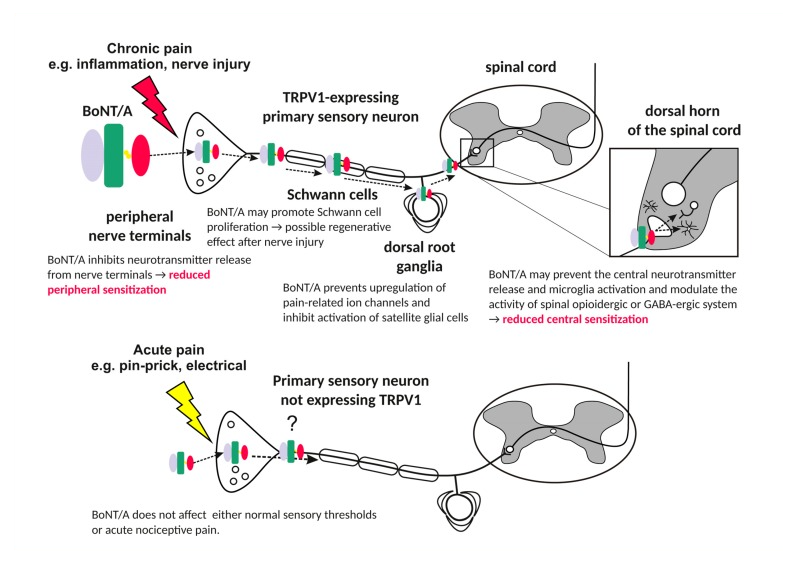 Chronic pain
e.g. inflammation, nerve injury
BoNT/A
TRPV1-expressing
primary sensory neuron
spinal cord
dorsal horn
of the spinal cord
Schwann cells
BoNT/A may promote Schwann cell
proliferation → possible regenerative
effect after nerve injury
peripheral
nerve terminals
BoNT/A inhibits neurotransmitter release
from nerve terminals → reduced
peripheral sensitization
dorsal root
ganglia
BoNT/A prevents upregulation of
pain-related ion channels and
inhibit activation of satellite glial cells
BoNT/A may prevent the central neurotransmitter
release and microglia activation and modulate the
activity of spinal opioidergic or GABA-ergic system
→ reduced central sensitization
Acute pain
e.g. pin-prick, electrical
Primary sensory neuron
not expressing TRPV1
?
BoNT/A does not affect either normal sensory thresholds
or acute nociceptive pain.